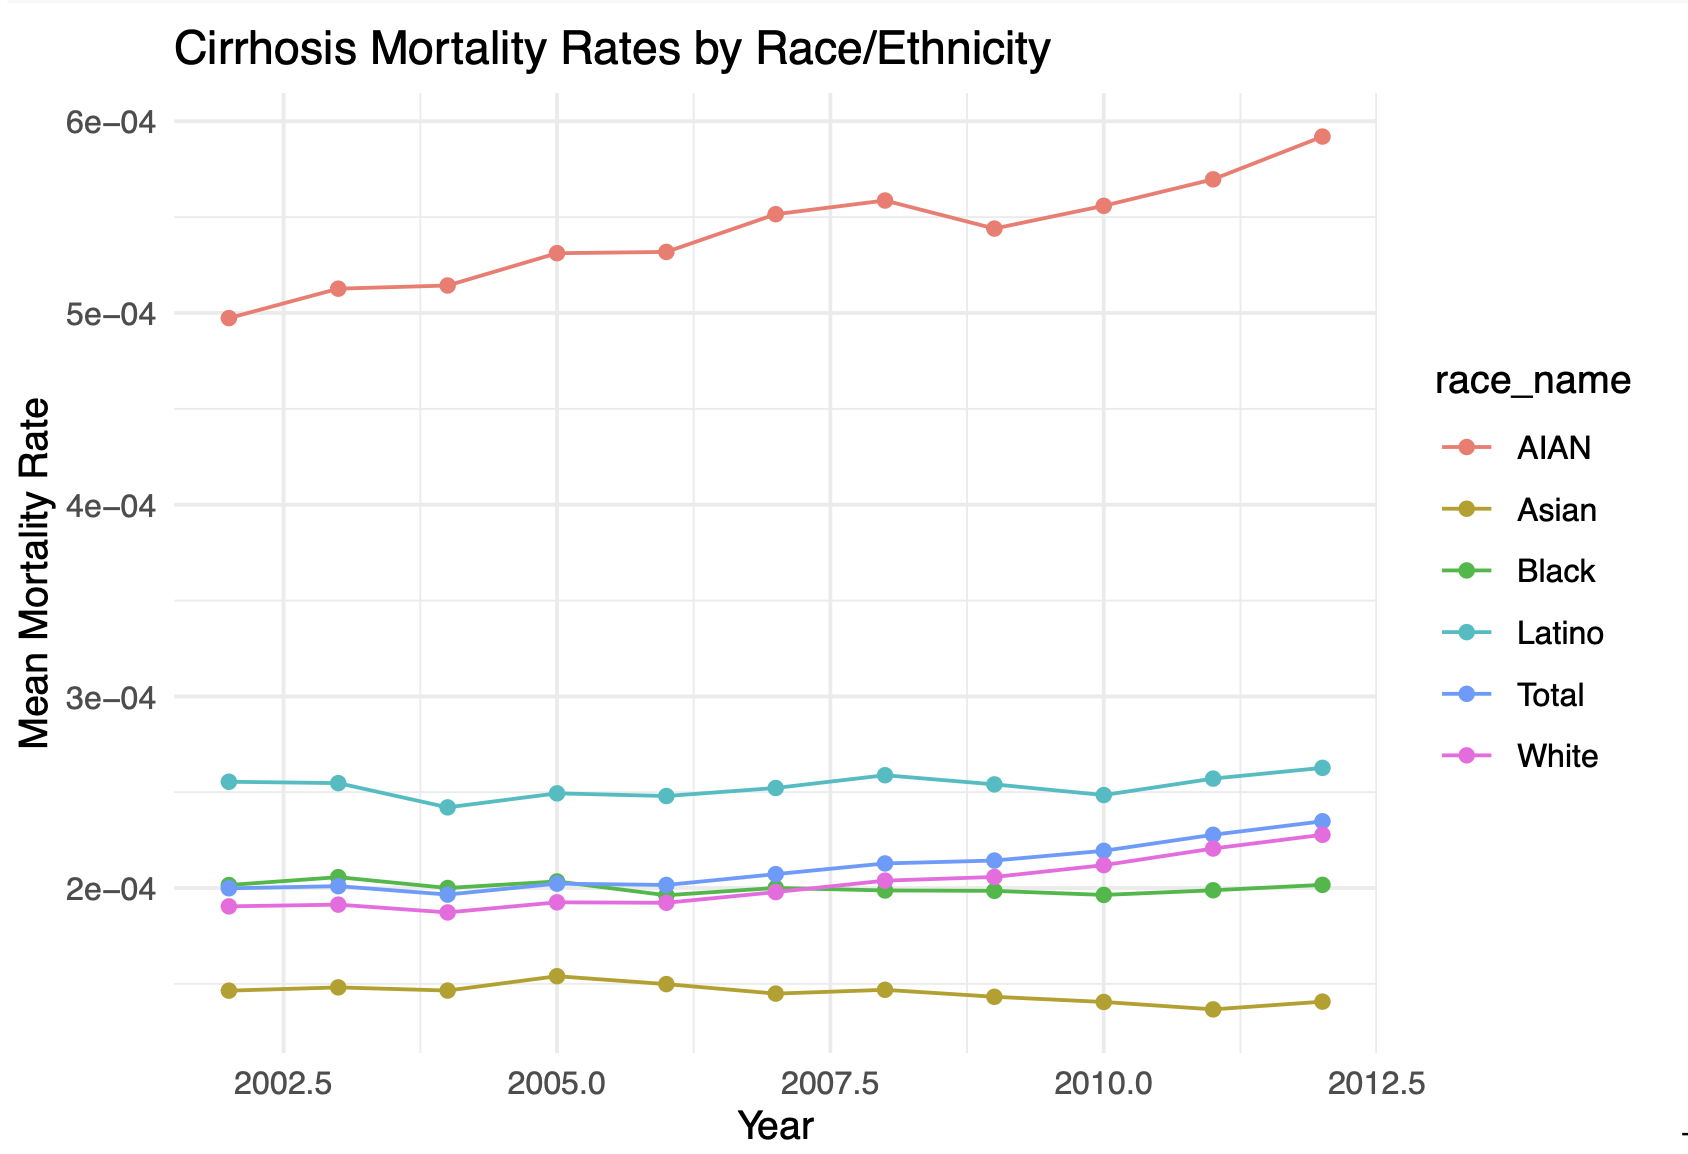 Cirrhosis Mortality Rates by Race/Ethnicity
6e−04
5e−04
4e−04
3e−04
2e−04
Mean Mortality Rate
2002.5
2005.0
2007.5
2010.0
2012.5
Year
race_name
AIAN
Asian
Black
Latino
Total
White